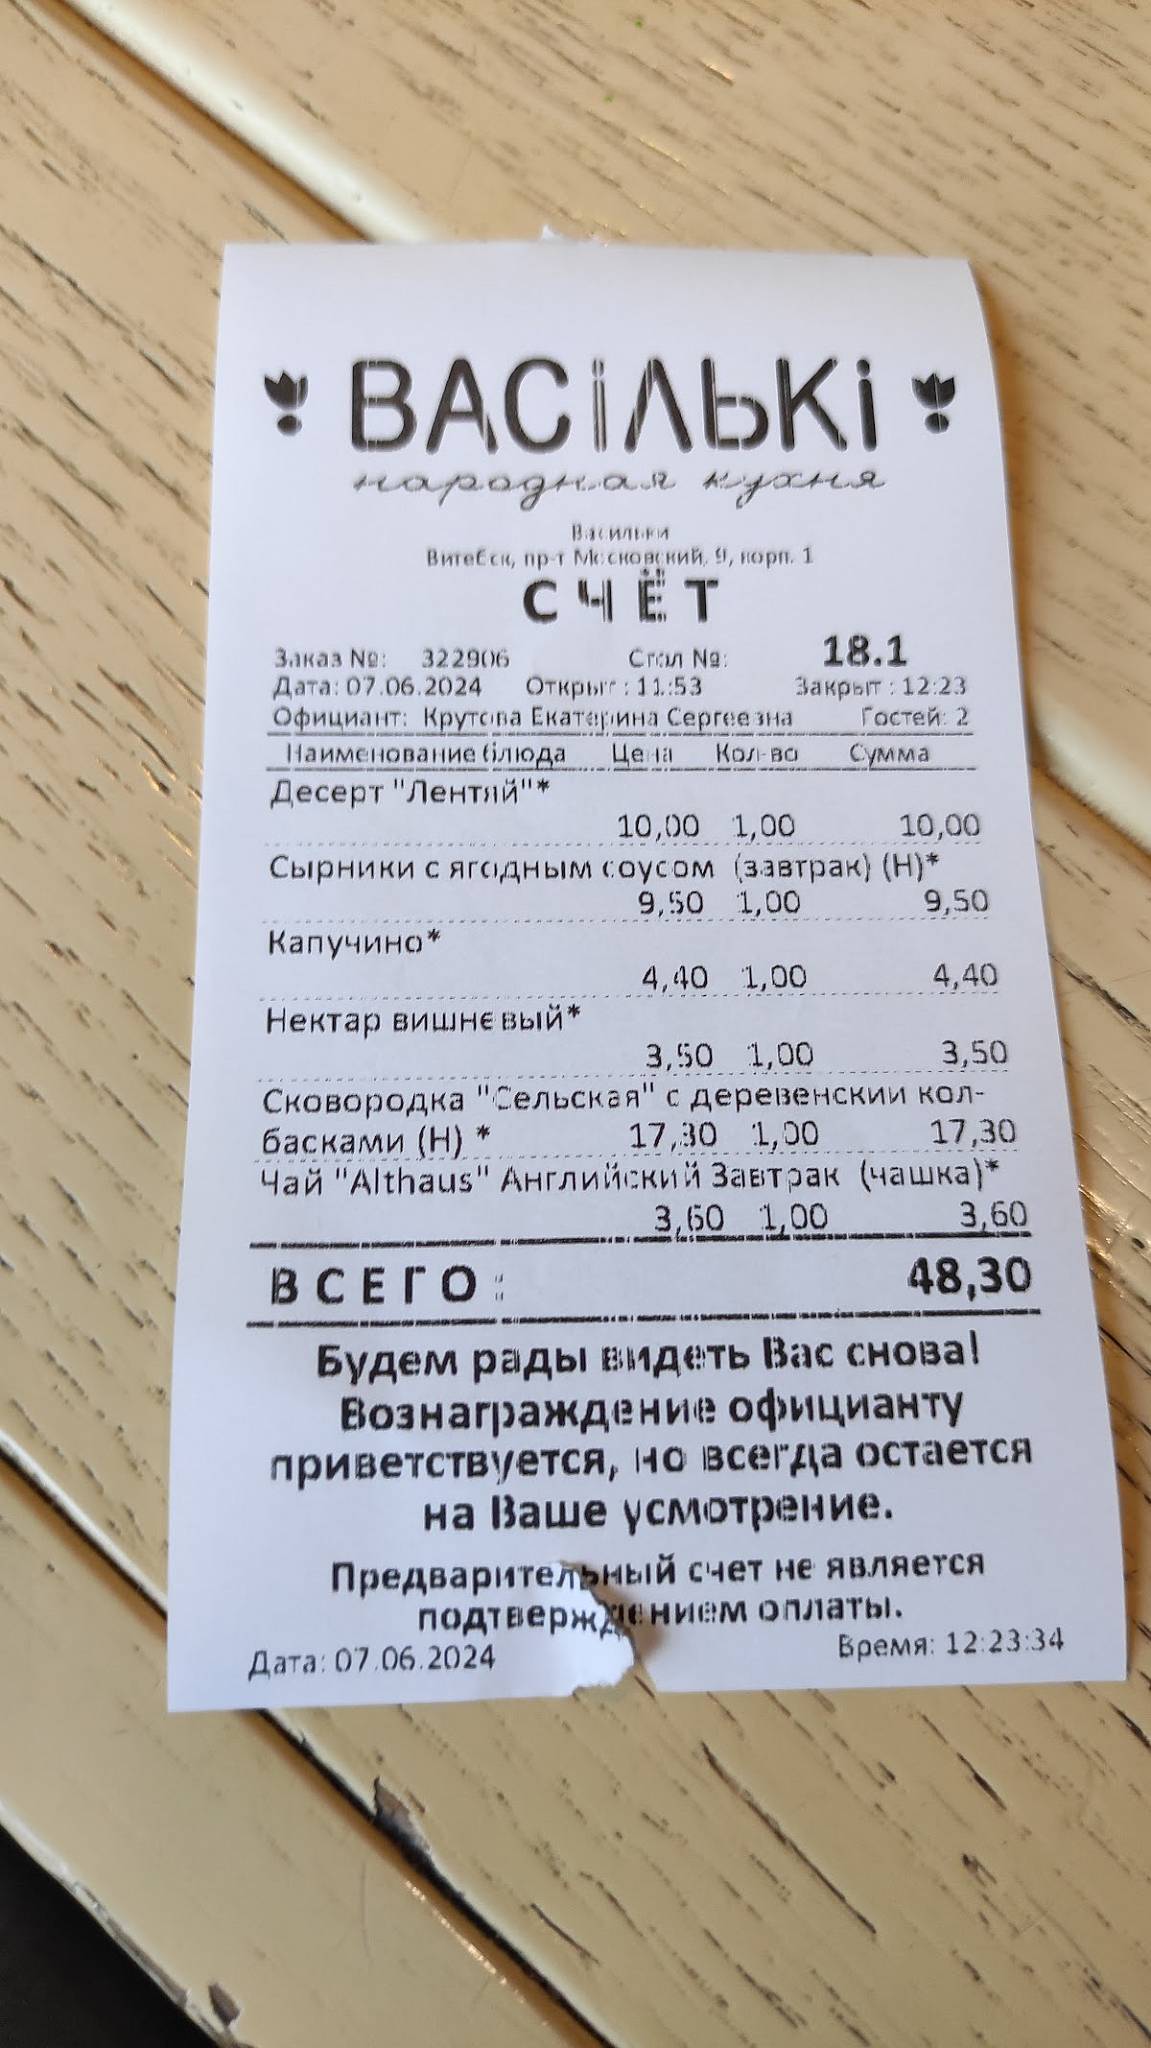 ВАСіЛЬКі
народная кухня
Васильки
Витебск, пр-т Московский, 9, корп. 1
СЧЁТ
Заказ №: 322906 Стол №: 18.1
Дата: 07.06.2024 Открыт : 11:53 Закрыт : 12:23
Официант: Крутова Екатерина Сергеевна Гостей: 2
Наименование блюда Цена Кол-во Сумма
Десерт "Лентяй"*
10,00 1,00 10,00
Сырники с ягодным соусом (завтрак) (Н)*
9,50 1,00 9,50
Капучино*
4,40 1,00 4,40
Нектар вишневый*
3,50 1,00 3,50
Сковородка "Сельская" с деревенскии кол-
басками (Н) * 17,30 1,00 17,30
Чай "Althaus" Английский Завтрак (чашка)*
3,60 1,00 3,60
ВСЕГО: 48,30
Будем рады видеть Вас снова!
Вознаграждение официанту
приветствуется, но всегда остается
на Ваше усмотрение.
Предварительный счет не является
подтверждением оплаты.
Дата: 07.06.2024 Время: 12:23:34